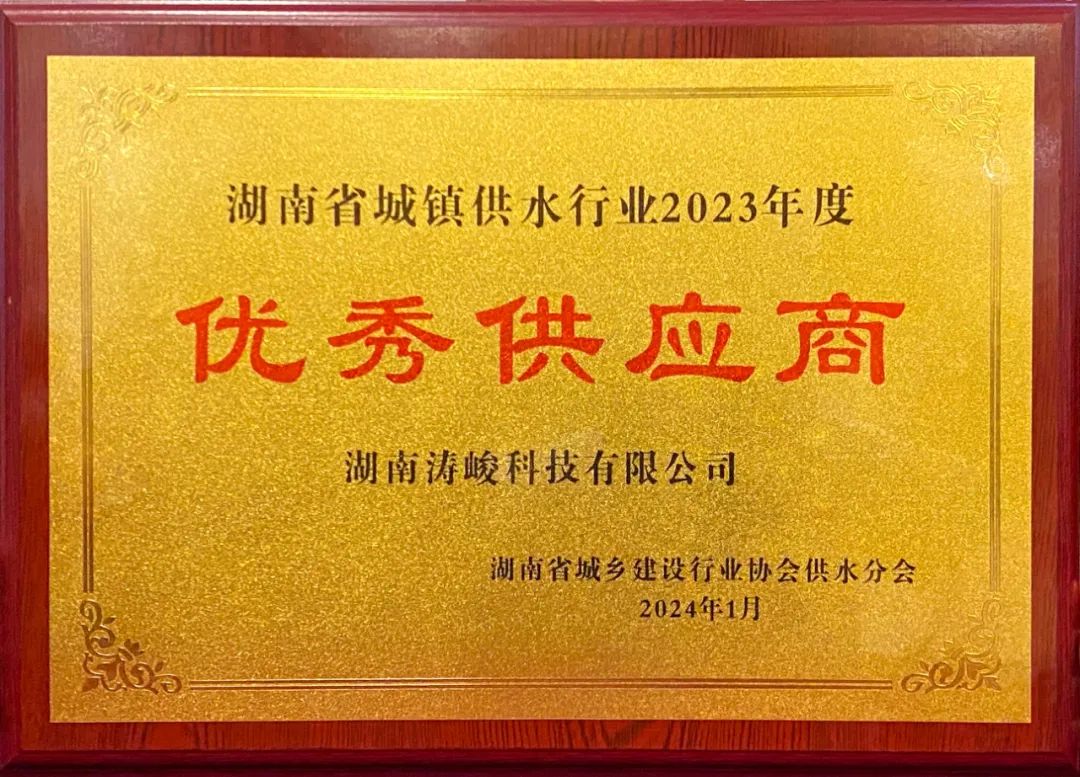 湖南省城镇供水行业2023年度
优秀供应商
湖南涛峻科技有限公司
湖南省城乡建设行业协会供水分会
2024年1月